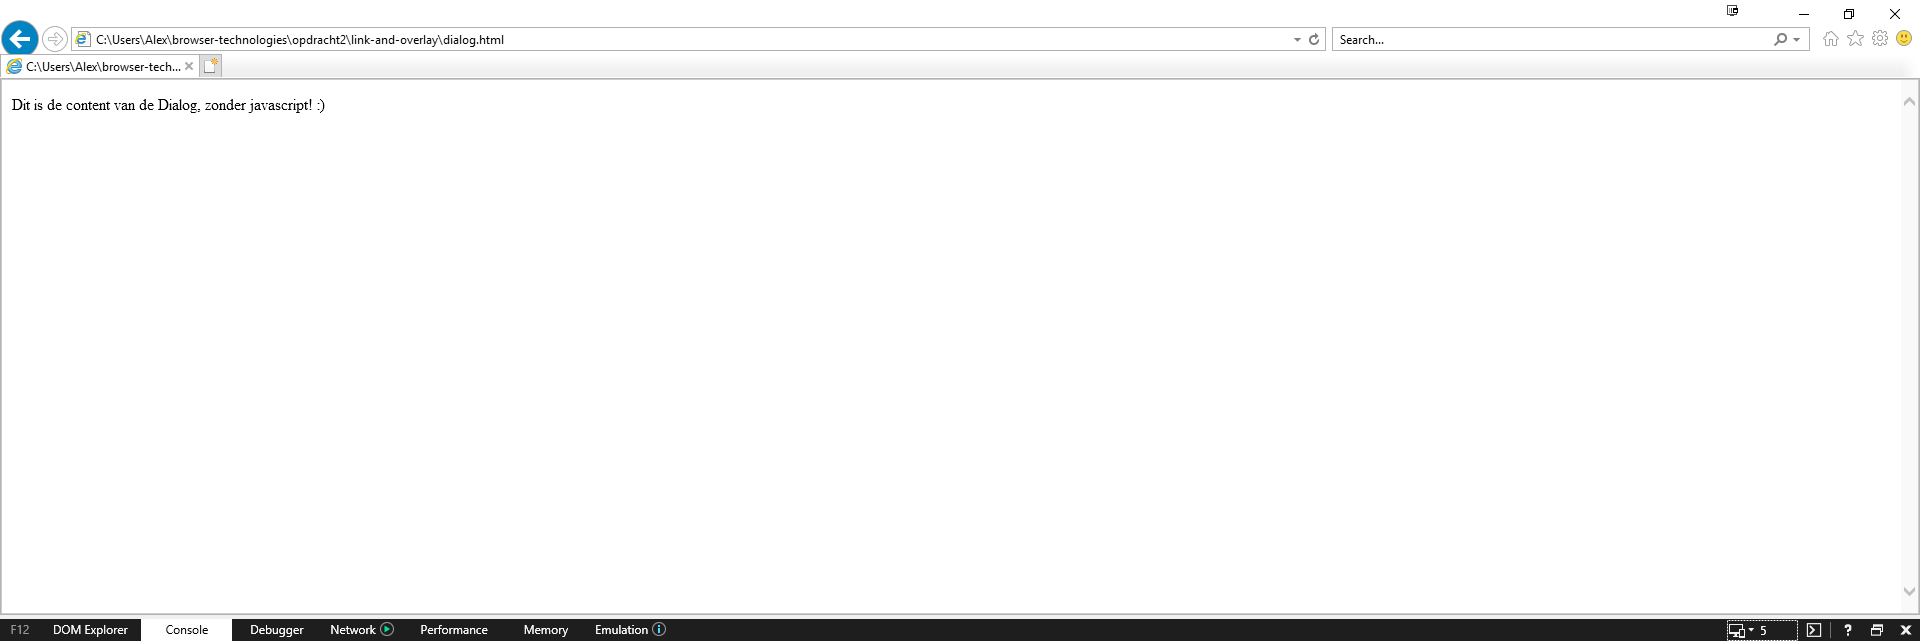 C:\Users\Alex\browser-technologies\opdracht2\link-and-overlay\dialog.html
Search...
C:\Users\Alex\browser-tech...
Dit is de content van de Dialog, zonder javascript! :)
F12 DOM Explorer Console Debugger Network Performance Memory Emulation 5 ?